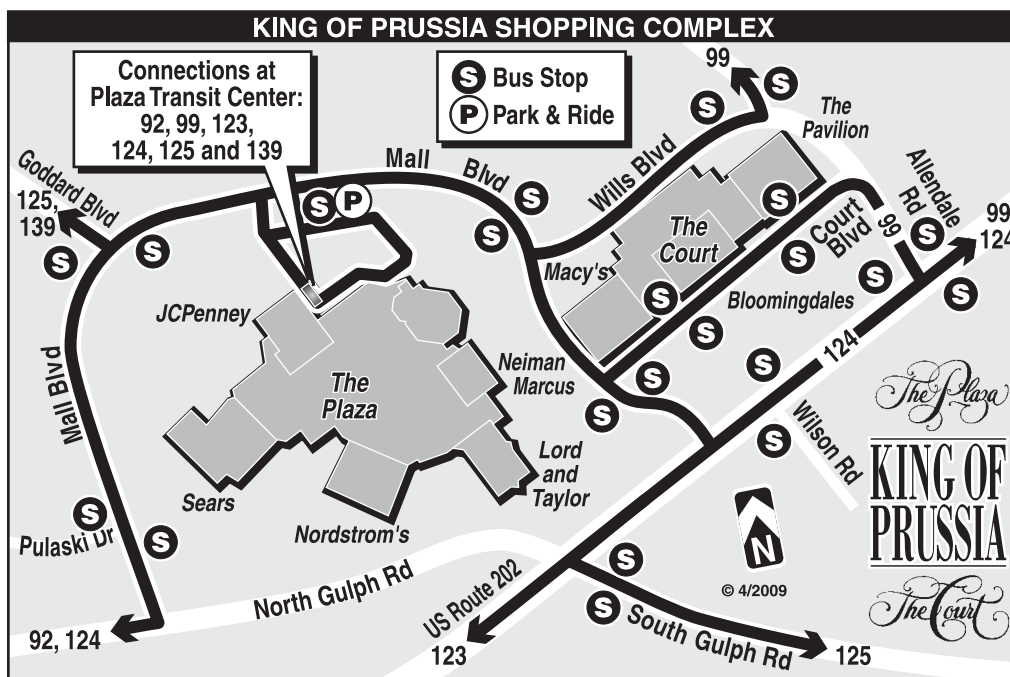 KING OF PRUSSIA SHOPPING COMPLEX
Connections at
Plaza Transit Center:
92, 99, 123,
124, 125 and 139
S Bus Stop
P Park & Ride
99
S
S
The
Pavilion
Goddard Blvd
125,
139
S
S
Mall
Blvd
S
P
S
S
Wills Blvd
The
Court
S
S
Court
Blvd
99
Allendale
Rd
S
99
124
S
S
Macy's
S
S
Bloomingdales
JCPenney
Mall Blvd
The
Plaza
Neiman
Marcus
S
S
S
124
S
Wilson Rd
The Plaza
KING OF
PRUSSIA
The Court
Sears
Nordstrom's
Lord
and
Taylor
S
Pulaski Dr
S
N
© 4/2009
92, 124
North Gulph Rd
US Route 202
123
S
S
South Gulph Rd
125